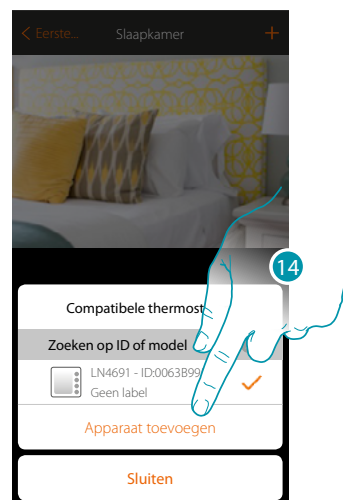 < Eerste... Slaapkamer +
14
Compatibele thermost
Zoeken op ID of model
LN4691 - ID:0063B99
Geen label
Apparaat toevoegen
Sluiten